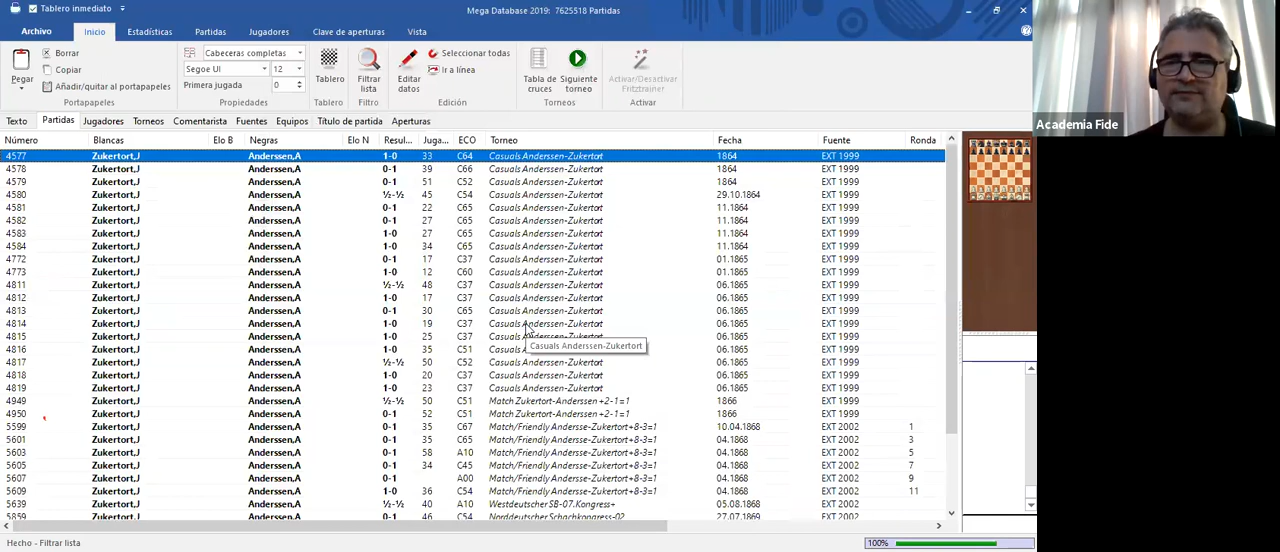 Tablero inmediato
Mega Database 2019: 7625518 Partidas
Archivo Inicio Estadísticas Partidas Jugadores Clave de aperturas Vista
Pegar
Borrar
Copiar
Añadir/quitar al portapapeles
Portapapeles
Cabeceras completas
Segoe UI 12
Primera jugada 0
Propiedades
Tablero
Tablero
Filtrar lista
Filtro
Editar datos
Seleccionar todas
Ir a línea
Edición
Tabla de cruces
Siguiente torneo
Torneos
Activar/Desactivar Fritztrainer
Activar
Academia Fide
Texto Partidas Jugadores Torneos Comentarista Fuentes Equipos Título de partida Aperturas
Número Blancas Elo B Negras Elo N Resul... Juga... ECO Torneo Fecha Fuente Ronda
4577 Zukertort,J Anderssen,A 1-0 33 C64 Casuals Anderssen-Zukertort 1864 EXT 1999
4578 Zukertort,J Anderssen,A 0-1 39 C66 Casuals Anderssen-Zukertort 1864 EXT 1999
4579 Zukertort,J Anderssen,A 0-1 51 C52 Casuals Anderssen-Zukertort 1864 EXT 1999
4580 Zukertort,J Anderssen,A ½-½ 45 C54 Casuals Anderssen-Zukertort 29.10.1864 EXT 1999
4581 Zukertort,J Anderssen,A 0-1 22 C65 Casuals Anderssen-Zukertort 11.1864 EXT 1999
4582 Zukertort,J Anderssen,A 0-1 27 C65 Casuals Anderssen-Zukertort 11.1864 EXT 1999
4583 Zukertort,J Anderssen,A 0-1 27 C65 Casuals Anderssen-Zukertort 11.1864 EXT 1999
4584 Zukertort,J Anderssen,A 0-1 34 C65 Casuals Anderssen-Zukertort 11.1864 EXT 1999
4772 Zukertort,J Anderssen,A 0-1 17 C37 Casuals Anderssen-Zukertort 01.1865 EXT 1999
4773 Zukertort,J Anderssen,A 1-0 12 C60 Casuals Anderssen-Zukertort 01.1865 EXT 1999
4811 Zukertort,J Anderssen,A ½-½ 48 C37 Casuals Anderssen-Zukertort 06.1865 EXT 1999
4812 Zukertort,J Anderssen,A 1-0 17 C37 Casuals Anderssen-Zukertort 06.1865 EXT 1999
4813 Zukertort,J Anderssen,A 0-1 30 C65 Casuals Anderssen-Zukertort 06.1865 EXT 1999
4814 Zukertort,J Anderssen,A 1-0 19 C37 Casuals Anderssen-Zukertort 06.1865 EXT 1999
4815 Zukertort,J Anderssen,A 1-0 25 C37 Casuals Anderssen-Zukertort 06.1865 EXT 1999
4816 Zukertort,J Anderssen,A 1-0 35 C51 Casuals 06.1865 EXT 1999
Casuals Anderssen-Zukertort
4817 Zukertort,J Anderssen,A ½-½ 50 C52 Casuals Anderssen-Zukertort 06.1865 EXT 1999
4818 Zukertort,J Anderssen,A 1-0 20 C37 Casuals Anderssen-Zukertort 06.1865 EXT 1999
4819 Zukertort,J Anderssen,A 1-0 23 C37 Casuals Anderssen-Zukertort 06.1865 EXT 1999
4949 Zukertort,J Anderssen,A ½-½ 50 C51 Match Zukertort-Anderssen +2-1=1 1866 EXT 1999
4950 Zukertort,J Anderssen,A 0-1 52 C51 Match Zukertort-Anderssen +2-1=1 1866 EXT 1999
5599 Zukertort,J Anderssen,A 0-1 35 C67 Match/Friendly Andersse-Zukertort+8-3=1 10.04.1868 EXT 2002 1
5601 Zukertort,J Anderssen,A 0-1 35 C65 Match/Friendly Andersse-Zukertort+8-3=1 04.1868 EXT 2002 3
5603 Zukertort,J Anderssen,A 0-1 58 A10 Match/Friendly Andersse-Zukertort+8-3=1 04.1868 EXT 2002 5
5605 Zukertort,J Anderssen,A 0-1 34 C45 Match/Friendly Andersse-Zukertort+8-3=1 04.1868 EXT 2002 7
5607 Zukertort,J Anderssen,A 0-1 A00 Match/Friendly Andersse-Zukertort+8-3=1 04.1868 EXT 2002 9
5609 Zukertort,J Anderssen,A 1-0 36 C54 Match/Friendly Andersse-Zukertort+8-3=1 04.1868 EXT 2002 11
5639 Zukertort,J Anderssen,A ½-½ 40 A10 Westdeutscher SB-07.Kongress+ 05.08.1868 EXT 2002
5859 Zukertort,J Anderssen,A 0-1 46 C54 Norddeutscher Schachkongress-02 27.07.1869 EXT 2002
Hecho - Filtrar lista 100%